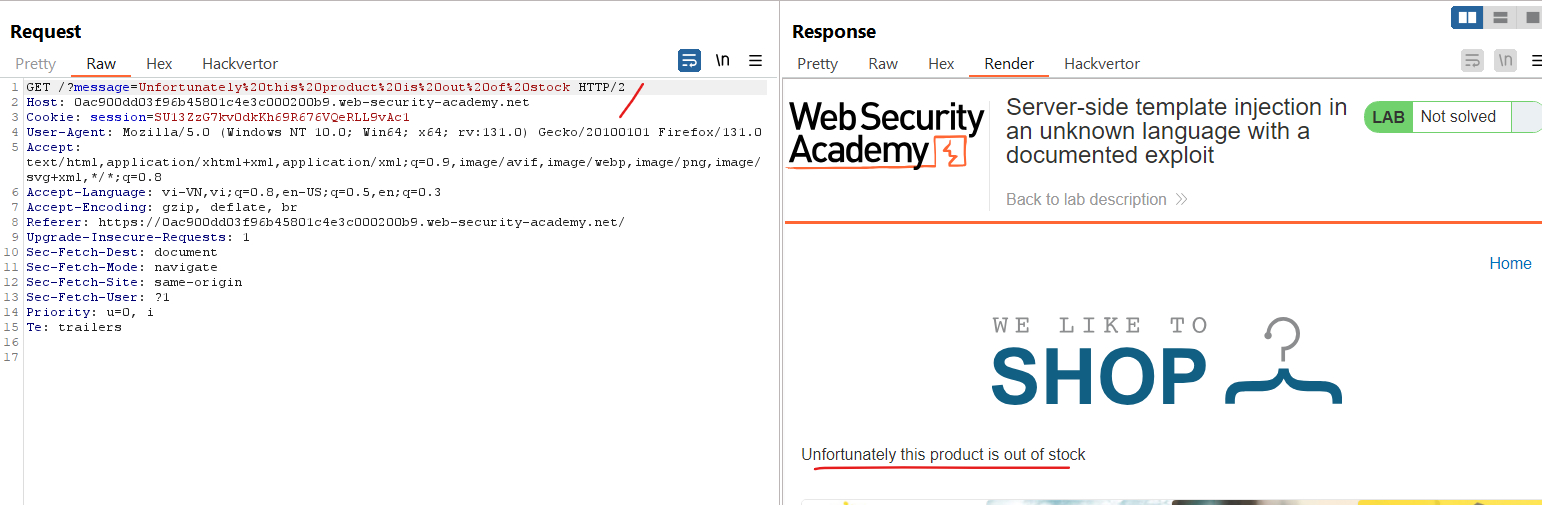 Request
Pretty Raw Hex Hackvertor \n
1 GET /?message=Unfortunately%20this%20product%20is%20out%20of%20stock HTTP/2
2 Host: 0ac900dd03f96b45801c4e3c000200b9.web-security-academy.net
3 Cookie: session=SU13ZzG7kvOdkKh69R676VQeRLL9vAc1
4 User-Agent: Mozilla/5.0 (Windows NT 10.0; Win64; x64; rv:131.0) Gecko/20100101 Firefox/131.0
5 Accept:
text/html,application/xhtml+xml,application/xml;q=0.9,image/avif,image/webp,image/png,image/
svg+xml,*/*;q=0.8
6 Accept-Language: vi-VN,vi;q=0.8,en-US;q=0.5,en;q=0.3
7 Accept-Encoding: gzip, deflate, br
8 Referer: https://0ac900dd03f96b45801c4e3c000200b9.web-security-academy.net/
9 Upgrade-Insecure-Requests: 1
10 Sec-Fetch-Dest: document
11 Sec-Fetch-Mode: navigate
12 Sec-Fetch-Site: same-origin
13 Sec-Fetch-User: ?1
14 Priority: u=0, i
15 Te: trailers
16
17
Response
Pretty Raw Hex Render Hackvertor \n
Web Security
Academy
Server-side template injection in
an unknown language with a
documented exploit
LAB Not solved
Back to lab description
Home
WE LIKE TO
SHOP
Unfortunately this product is out of stock